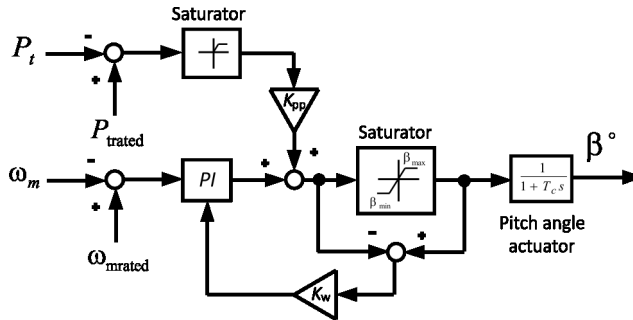 Saturator
P_t
-
+
K_pp
P_trated
Saturator
ω_m
-
+
PI
+
+
β_max
β_min
1
1 + T_C s
β°
ω_mrated
-
+
Pitch angle
actuator
K_w